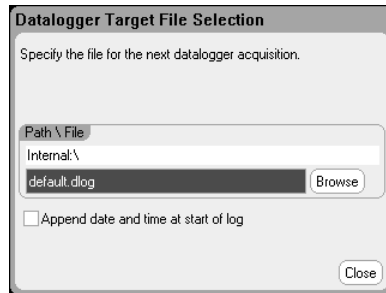 Datalogger Target File Selection
Specify the file for the next datalogger acquisition.
Path \ File
Internal:\
default.dlog
Browse
Append date and time at start of log
Close